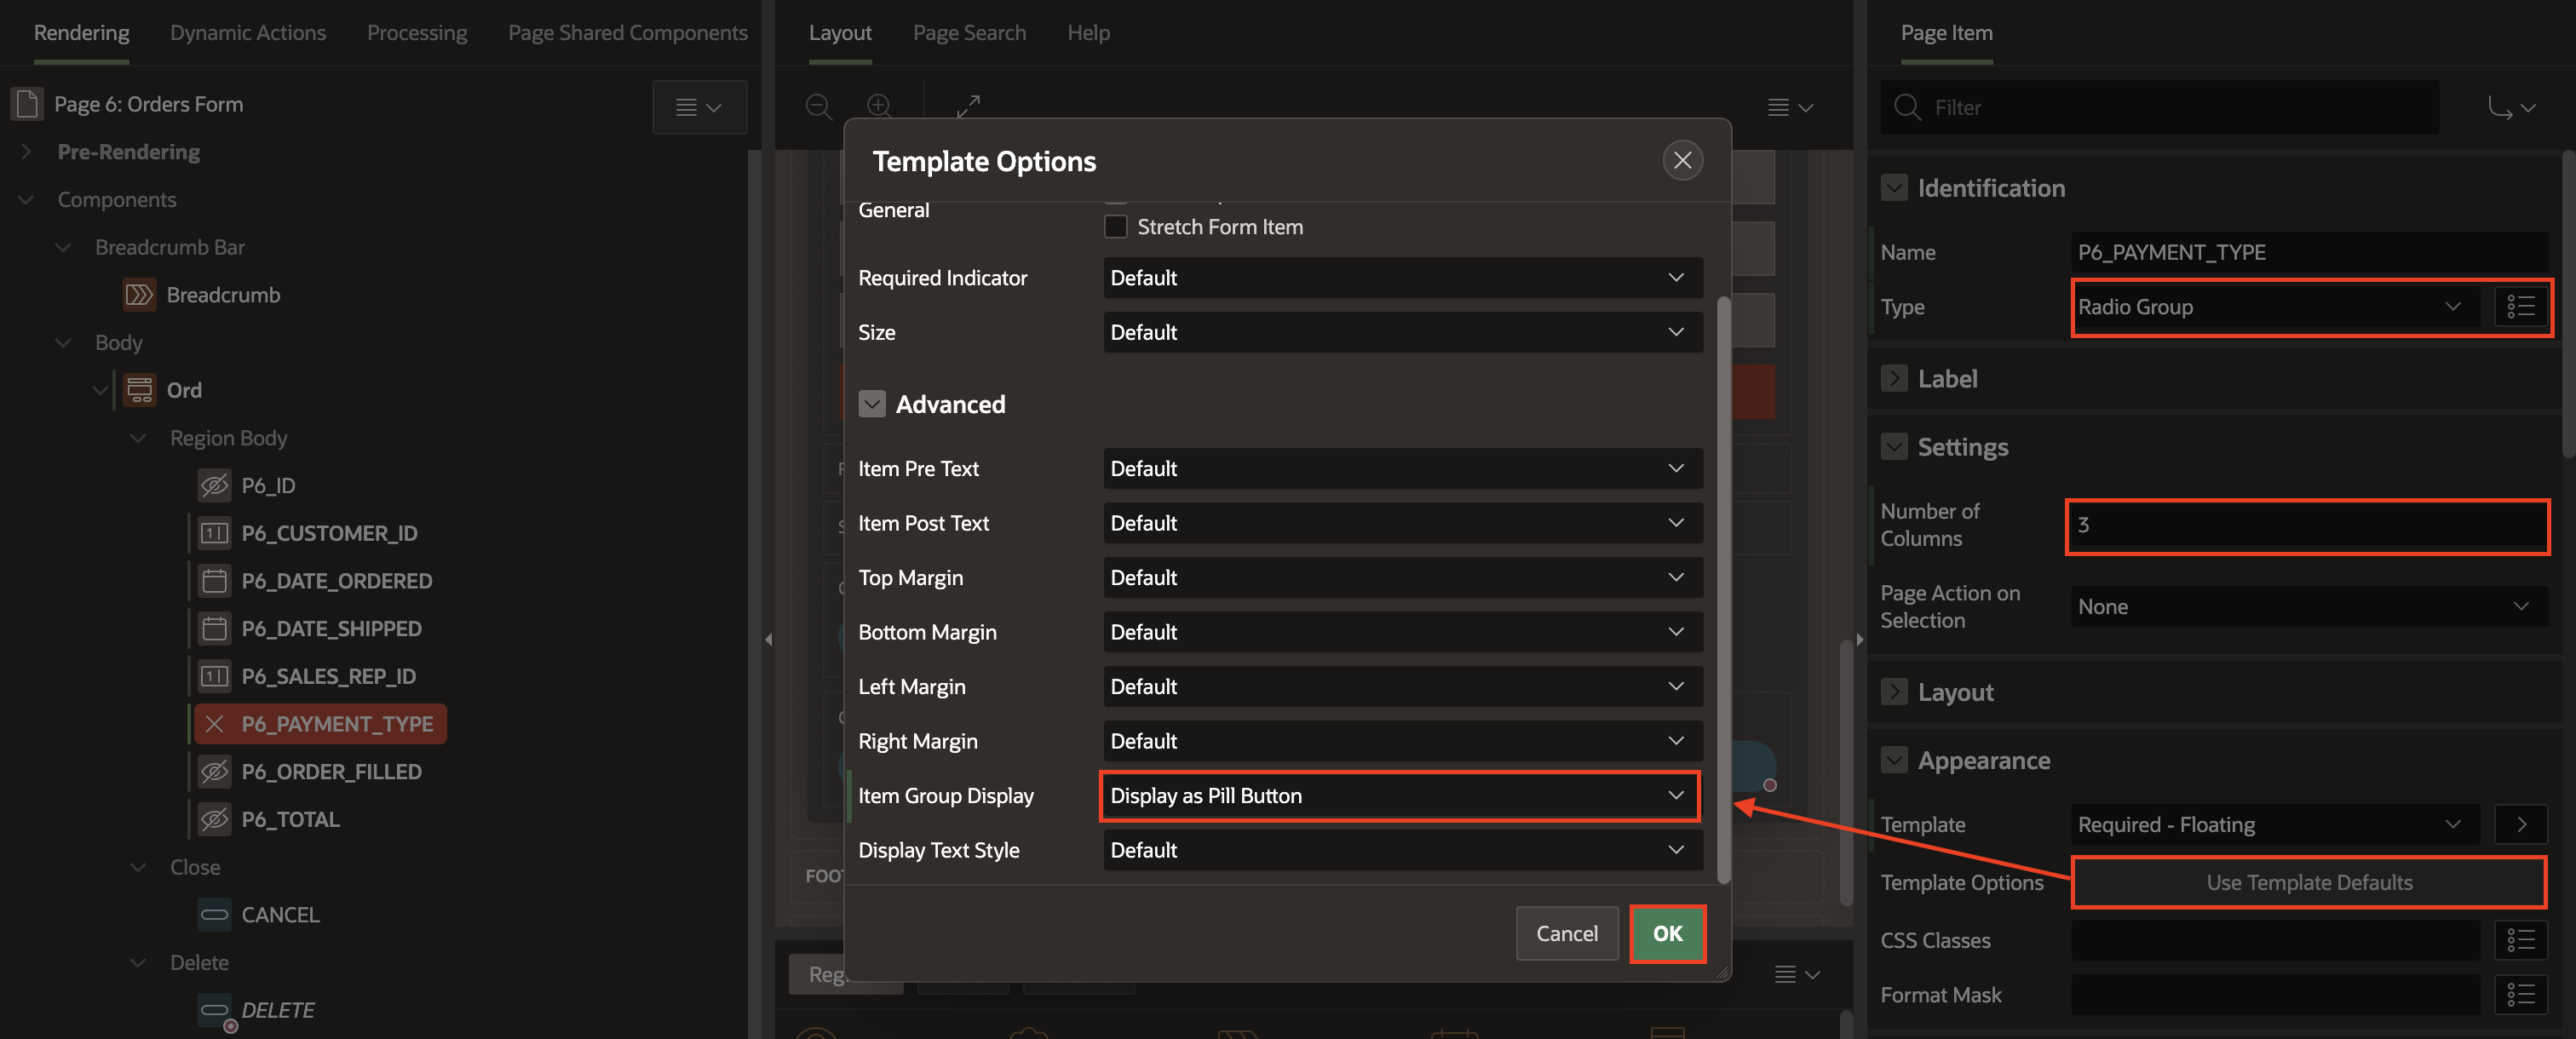 Rendering
Dynamic Actions
Processing
Page Shared Components
Page 6: Orders Form
Pre-Rendering
Components
Breadcrumb Bar
Breadcrumb
Body
Ord
Region Body
P6_ID
P6_CUSTOMER_ID
P6_DATE_ORDERED
P6_DATE_SHIPPED
P6_SALES_REP_ID
P6_PAYMENT_TYPE
P6_ORDER_FILLED
P6_TOTAL
Close
CANCEL
Delete
DELETE
Layout
Page Search
Help
Template Options
General
Stretch Form Item
Required Indicator
Default
Size
Default
Advanced
Item Pre Text
Default
Item Post Text
Default
Top Margin
Default
Bottom Margin
Default
Left Margin
Default
Right Margin
Default
Item Group Display
Display as Pill Button
Display Text Style
Default
Cancel
OK
Page Item
Filter
Identification
Name
P6_PAYMENT_TYPE
Type
Radio Group
Label
Settings
Number of
Columns
3
Page Action on
Selection
None
Layout
Appearance
Template
Required - Floating
Template Options
Use Template Defaults
CSS Classes
Format Mask